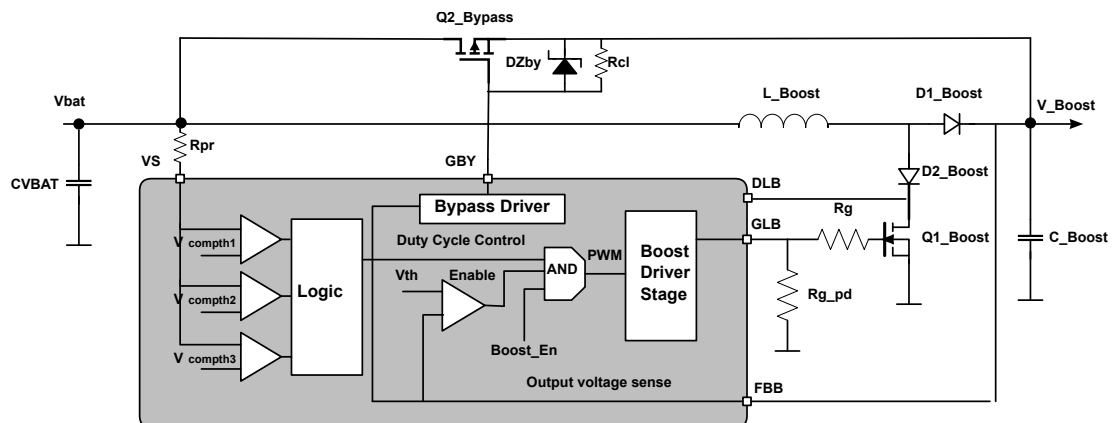 Q2_Bypass
DZby
Rcl
Vbat
L_Boost
D1_Boost
V_Boost
Rpr
VS
GBY
CVBAT
DLB
D2_Boost
Bypass Driver
Rg
V compth1
Duty Cycle Control
GLB
Q1_Boost
C_Boost
Logic
Vth
Enable
AND
PWM
Boost
Driver
Stage
V compth2
Rg_pd
Boost_En
V compth3
Output voltage sense
FBB